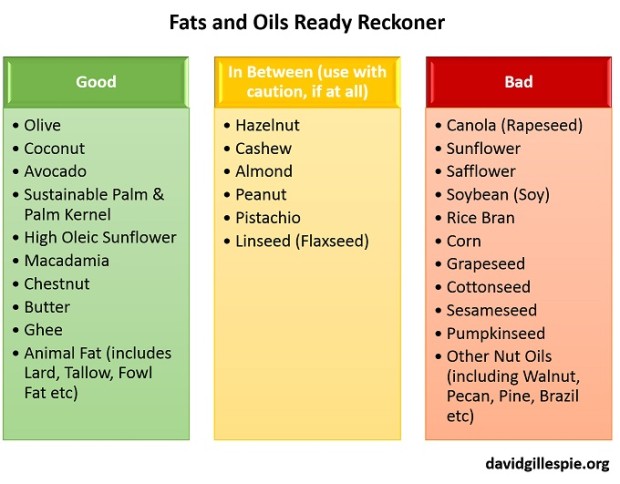 Fats and Oils Ready Reckoner
Good
• Olive
• Coconut
• Avocado
• Sustainable Palm &
Palm Kernel
• High Oleic Sunflower
• Macadamia
• Chestnut
• Butter
• Ghee
• Animal Fat (includes
Lard, Tallow, Fowl
Fat etc)
In Between (use with
caution, if at all)
• Hazelnut
• Cashew
• Almond
• Peanut
• Pistachio
• Linseed (Flaxseed)
Bad
• Canola (Rapeseed)
• Sunflower
• Safflower
• Soybean (Soy)
• Rice Bran
• Corn
• Grapeseed
• Cottonseed
• Sesameseed
• Pumpkinseed
• Other Nut Oils
(including Walnut,
Pecan, Pine, Brazil
etc)
davidgillespie.org